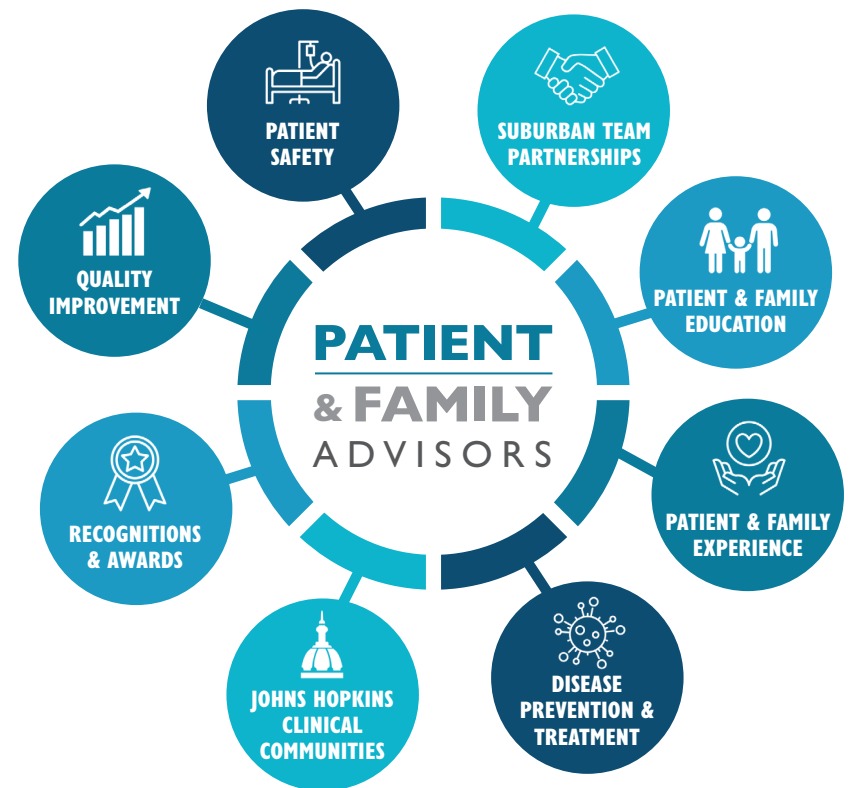 PATIENT
SAFETY
SUBURBAN TEAM
PARTNERSHIPS
QUALITY
IMPROVEMENT
PATIENT & FAMILY
EDUCATION
PATIENT
& FAMILY
ADVISORS
RECOGNITIONS
& AWARDS
PATIENT & FAMILY
EXPERIENCE
JOHNS HOPKINS
CLINICAL
COMMUNITIES
DISEASE
PREVENTION &
TREATMENT